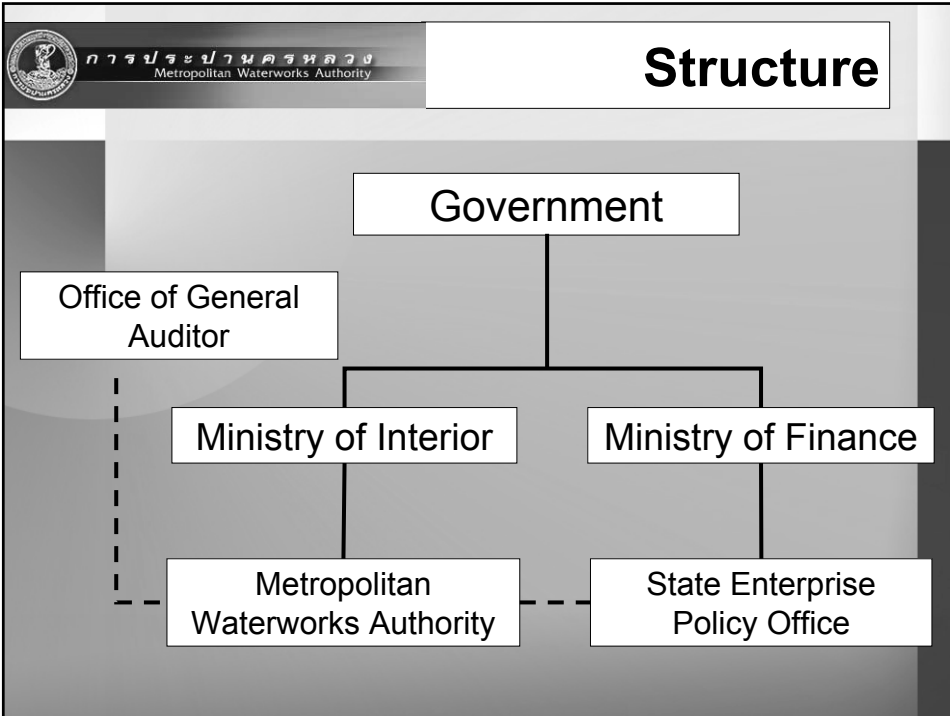 การประปานครหลวง
Metropolitan Waterworks Authority
Structure
Government
Office of General
Auditor
Ministry of Interior
Ministry of Finance
Metropolitan
Waterworks Authority
State Enterprise
Policy Office